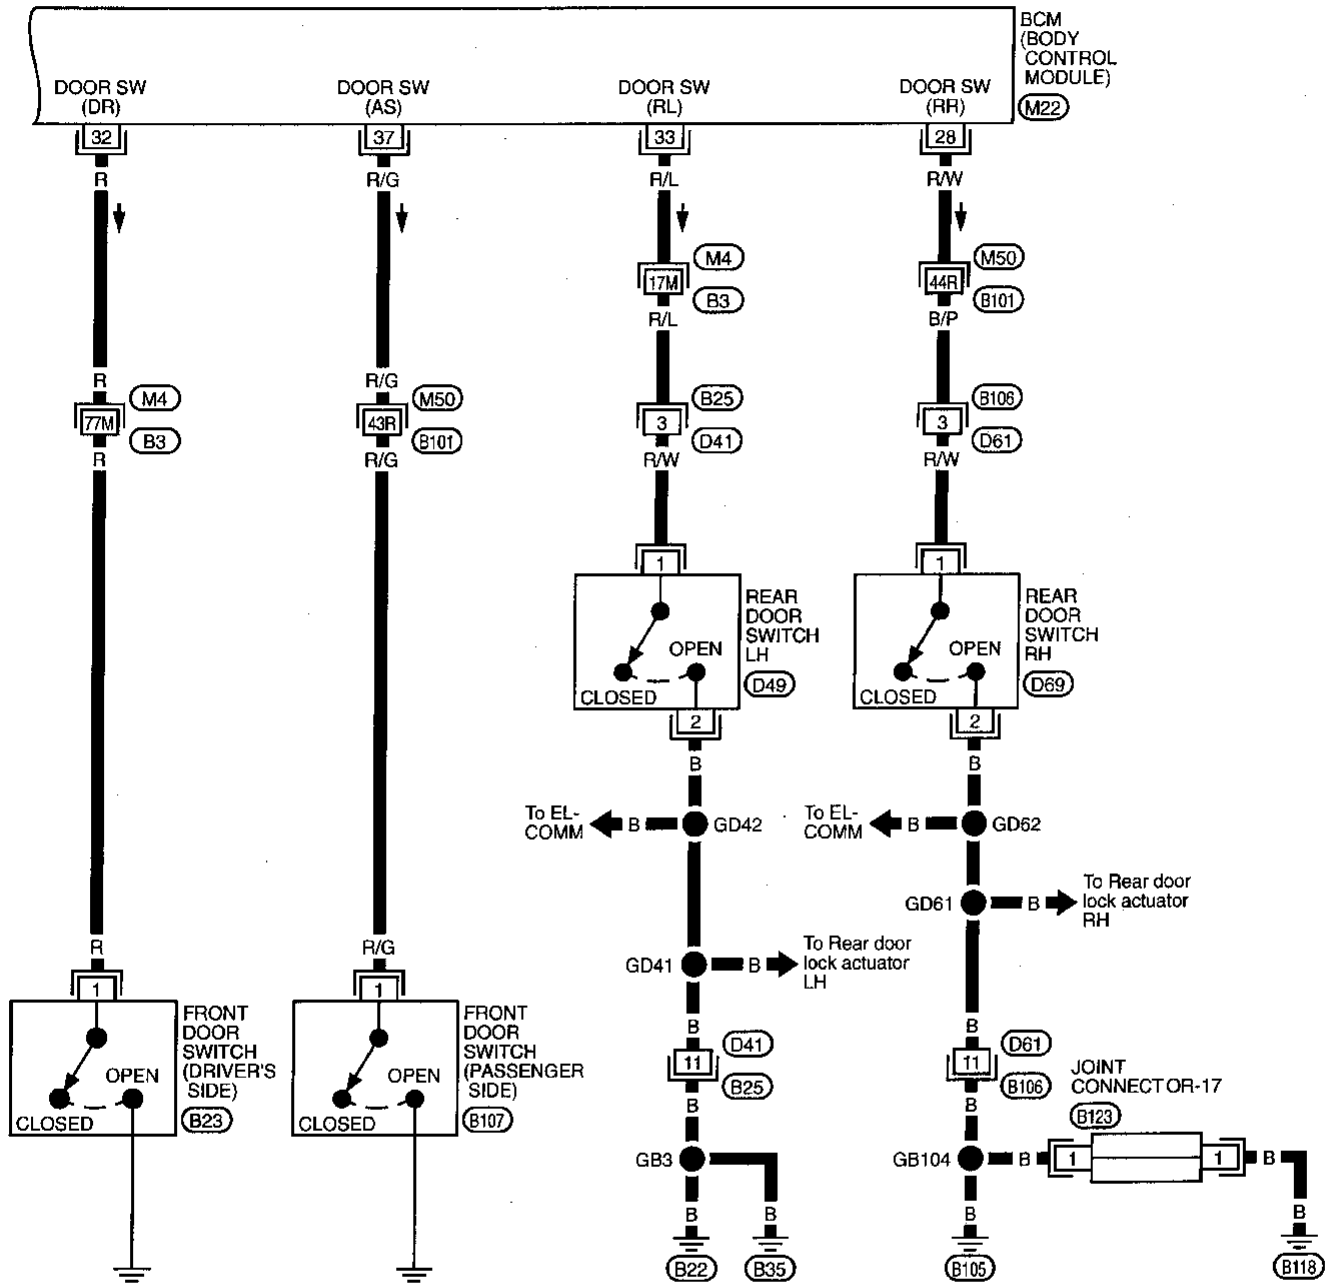 BCM
(BODY
CONTROL
MODULE)
M22
DOOR SW
(DR)
DOOR SW
(AS)
DOOR SW
(RL)
DOOR SW
(RR)
32
37
33
28
R
R/G
R/L
R/W
M4
M50
17M
44R
B3
B101
R/L
B/P
R
R/G
M4
M50
B25
B106
77M
43R
3
3
B3
B101
D41
D61
R
R/G
R/W
R/W
1
1
REAR
DOOR
SWITCH
LH
D49
OPEN
CLOSED
REAR
DOOR
SWITCH
RH
D69
OPEN
CLOSED
2
2
B
B
To EL-
COMM
B
GD42
To EL-
COMM
B
GD62
GD61
B
To Rear door
lock actuator
RH
GD41
B
To Rear door
lock actuator
LH
R
R/G
1
1
FRONT
DOOR
SWITCH
(DRIVER'S
SIDE)
B23
OPEN
CLOSED
FRONT
DOOR
SWITCH
(PASSENGER
SIDE)
B107
OPEN
CLOSED
B
B
D41
D61
11
11
B25
B106
B
B
JOINT
CONNECTOR-17
B123
GB3
GB104
B
1
1
B
B
B
B
B
B22
B35
B105
B118